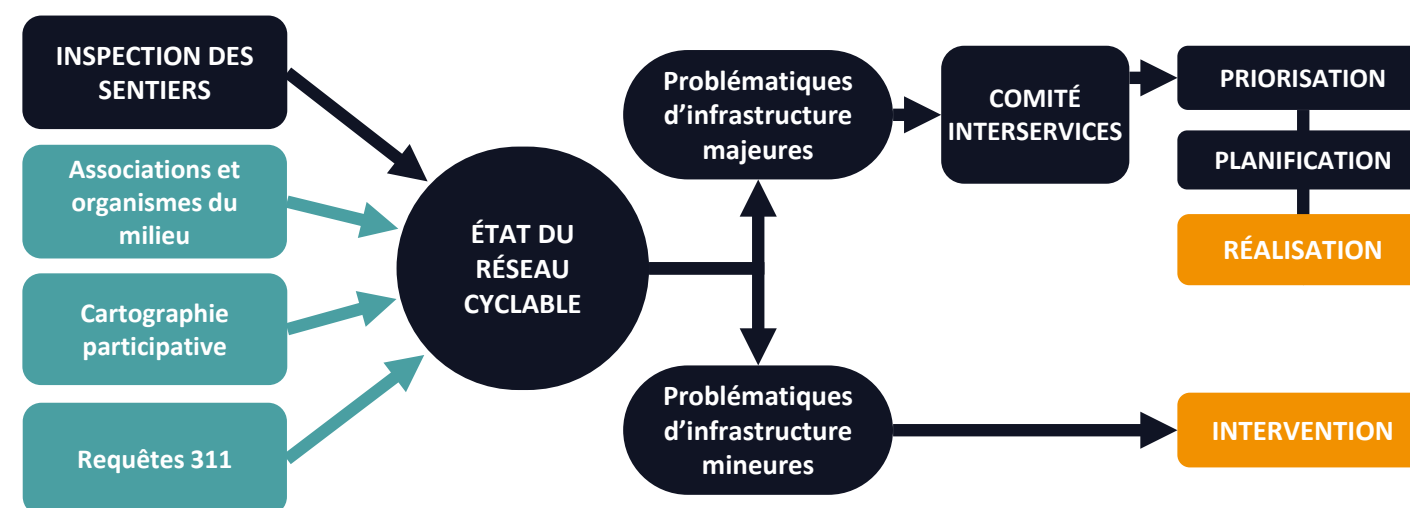 INSPECTION DES
SENTIERS
Associations et
organismes du
milieu
Cartographie
participative
Requêtes 311
ÉTAT DU
RÉSEAU
CYCLABLE
Problématiques
d’infrastructure
majeures
Problématiques
d’infrastructure
mineures
COMITÉ
INTERSERVICES
PRIORISATION
PLANIFICATION
RÉALISATION
INTERVENTION